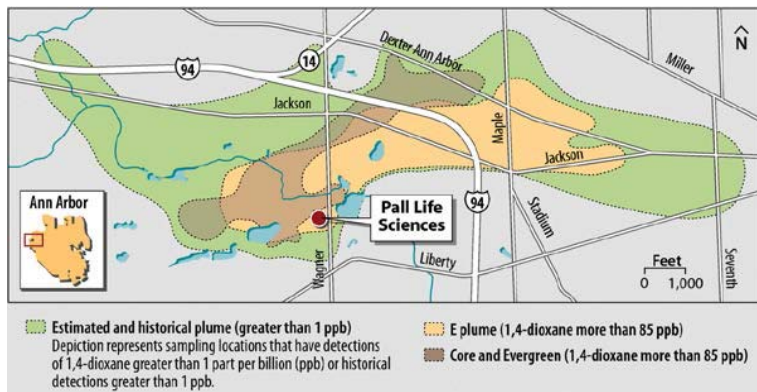 N
14
94
Dexter Ann Arbor
Miller
Jackson
Maple
Jackson
Ann Arbor
Pall Life
Sciences
94
Stadium
Wagner
Liberty
Seventh
Feet
0 1,000
Estimated and historical plume (greater than 1 ppb)
Depiction represents sampling locations that have detections
of 1,4-dioxane greater than 1 part per billion (ppb) or historical
detections greater than 1 ppb.
E plume (1,4-dioxane more than 85 ppb)
Core and Evergreen (1,4-dioxane more than 85 ppb)